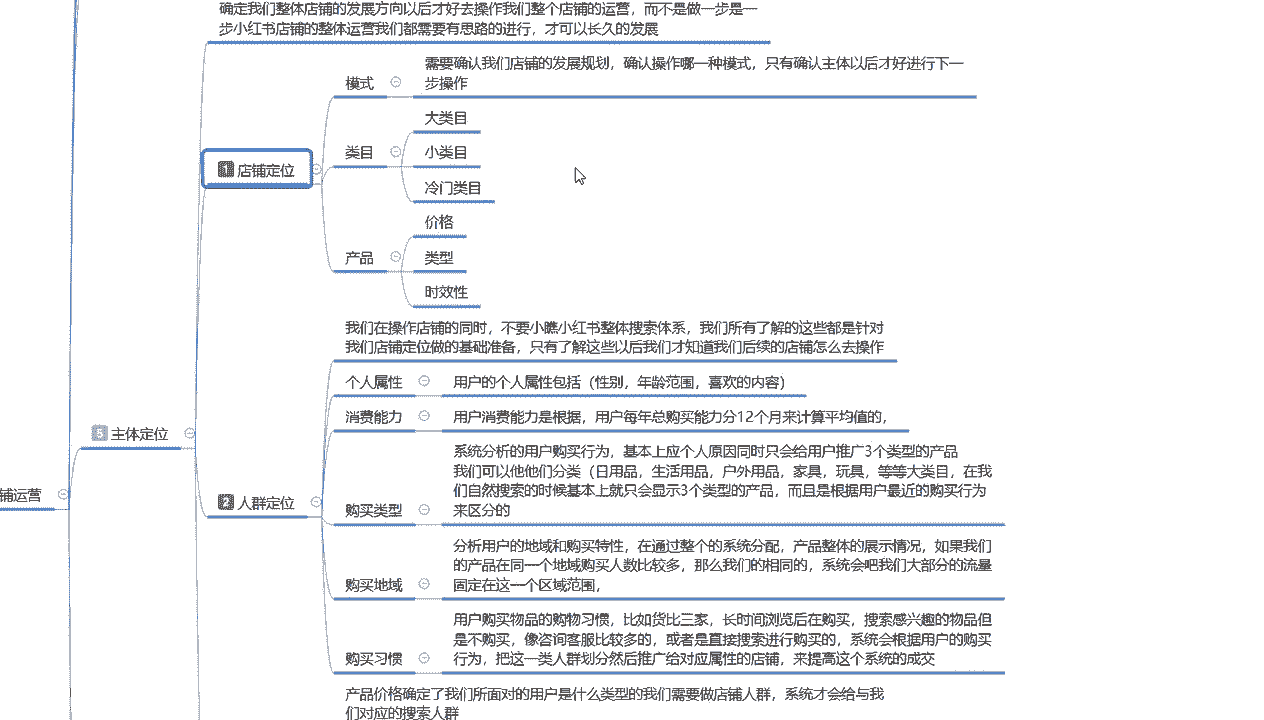 确定我们整体店铺的发展方向以后才好去操作我们整个店铺的运营，而不是做一步是一
步小红书店铺的整体运营我们都需要有思路的进行，才可以长久的发展
需要确认我们店铺的发展规划，确认操作哪一种模式，只有确认主体以后才好进行下一
步操作
模式
大类目
类目
小类目
1 店铺定位
冷门类目
价格
产品
类型
时效性
我们在操作店铺的同时，不要小瞧小红书整体搜索体系，我们所有了解的这些都是针对
我们店铺定位做的基础准备，只有了解这些以后我们才知道我们后续的店铺怎么去操作
个人属性
用户的个人属性包括（性别，年龄范围，喜欢的内容）
消费能力
用户消费能力是根据，用户每年总购买能力分12个月来计算平均值的，
5 主体定位
系统分析的用户购买行为，基本上应个人原因同时只会给用户推广3个类型的产品
我们可以他他们分类（日用品，生活用品，户外用品，家具，玩具，等等大类目，在我
们自然搜索的时候基本上就只会显示3个类型的产品，而且是根据用户最近的购买行为
来区分的
铺运营
2 人群定位
购买类型
分析用户的地域和购买特性，在通过整个的系统分配，产品整体的展示情况，如果我们
的产品在同一个地域购买人数比较多，那么我们的相同的，系统会吧我们大部分的流量
固定在这一个区域范围，
购买地域
用户购买物品的购物习惯，比如货比三家，长时间浏览后在购买，搜索感兴趣的物品但
是不购买，像咨询客服比较多的，或者是直接搜索进行购买的，系统会根据用户的购买
行为，把这一类人群划分然后推广给对应属性的店铺，来提高这个系统的成交
购买习惯
产品价格确定了我们所面对的用户是什么类型的我们需要做店铺人群，系统才会给与我
们对应的搜索人群